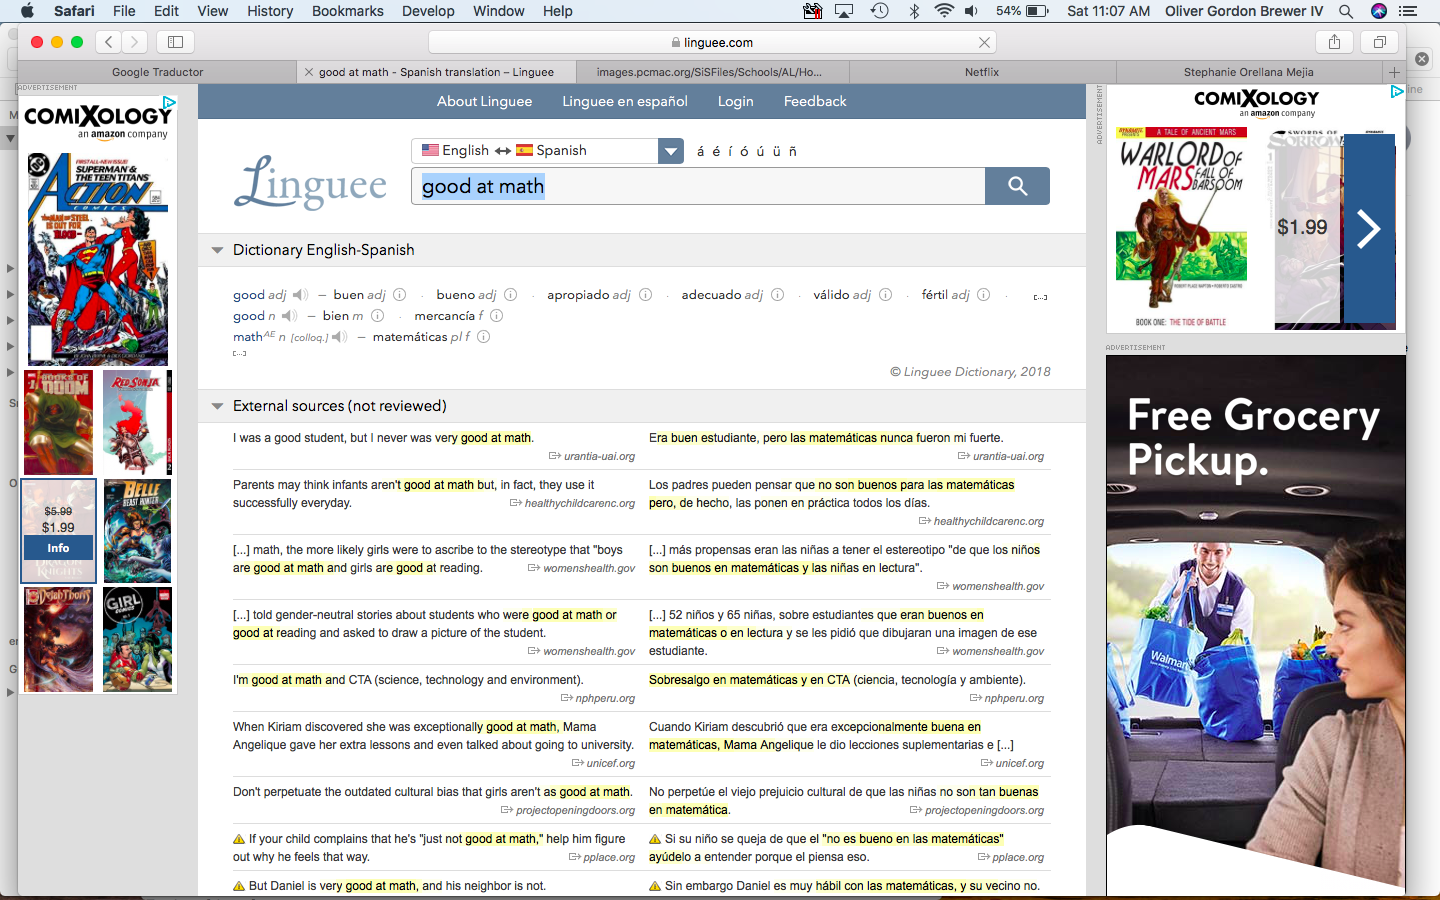 Safari File Edit View History Bookmarks Develop Window Help 54% Sat 11:07 AM Oliver Gordon Brewer IV
linguee.com
Google Traductor
good at math - Spanish translation – Linguee
images.pcmac.org/SiSFiles/Schools/AL/Ho...
Netflix
Stephanie Orellana Mejia
ADVERTISEMENT
COMIXOLOGY
an amazon company
FIRST ALL-NEW ISSUE!
SUPERMAN &
THE TEEN TITANS
ACTION
COMICS
BOOKS OF
DOOM
RED SONJA
$5.99
$1.99
Info
DRAGON
KNIGHTS
BELLE
BEAST HUNTER
Dejah Thoris
GIRL
COMICS
About Linguee Linguee en español Login Feedback
Linguee
English ↔ Spanish
á é í ó ú ü ñ
good at math
Dictionary English-Spanish
good adj – buen adj · bueno adj · apropiado adj · adecuado adj · válido adj · fértil adj · [...]
good n – bien m · mercancía f
math AE n [colloq.] – matemáticas pl f
[...]
© Linguee Dictionary, 2018
External sources (not reviewed)
I was a good student, but I never was very good at math.
urantia-uai.org
Era buen estudiante, pero las matemáticas nunca fueron mi fuerte.
urantia-uai.org
Parents may think infants aren't good at math but, in fact, they use it
successfully everyday.
healthychildcarenc.org
Los padres pueden pensar que no son buenos para las matemáticas
pero, de hecho, las ponen en práctica todos los días.
healthychildcarenc.org
[...] math, the more likely girls were to ascribe to the stereotype that "boys
are good at math and girls are good at reading.
womenshealth.gov
[...] más propensas eran las niñas a tener el estereotipo "de que los niños
son buenos en matemáticas y las niñas en lectura".
womenshealth.gov
[...] told gender-neutral stories about students who were good at math or
good at reading and asked to draw a picture of the student.
womenshealth.gov
[...] 52 niños y 65 niñas, sobre estudiantes que eran buenos en
matemáticas o en lectura y se les pidió que dibujaran una imagen de ese
estudiante.
womenshealth.gov
I'm good at math and CTA (science, technology and environment).
nphperu.org
Sobresalgo en matemáticas y en CTA (ciencia, tecnología y ambiente).
nphperu.org
When Kiriam discovered she was exceptionally good at math, Mama
Angelique gave her extra lessons and even talked about going to university.
unicef.org
Cuando Kiriam descubrió que era excepcionalmente buena en
matemáticas, Mama Angelique le dio lecciones suplementarias e [...]
unicef.org
Don't perpetuate the outdated cultural bias that girls aren't as good at math.
projectopeningdoors.org
No perpetúe el viejo prejuicio cultural de que las niñas no son tan buenas
en matemática.
projectopeningdoors.org
If your child complains that he's "just not good at math," help him figure
out why he feels that way.
pplace.org
Si su niño se queja de que el "no es bueno en las matemáticas"
ayúdelo a entender porque el piensa eso.
pplace.org
But Daniel is very good at math, and his neighbor is not.
Sin embargo Daniel es muy hábil con las matemáticas, y su vecino no.
ADVERTISEMENT
COMIXOLOGY
an amazon company
A TALE OF ANCIENT MARS
WARLORD OF
MARS
FALL OF
BARSOOM
BOOK ONE: THE TIDE OF BATTLE
SWORDS OF
SORROW
$1.99
ADVERTISEMENT
Free Grocery
Pickup.
Walmart